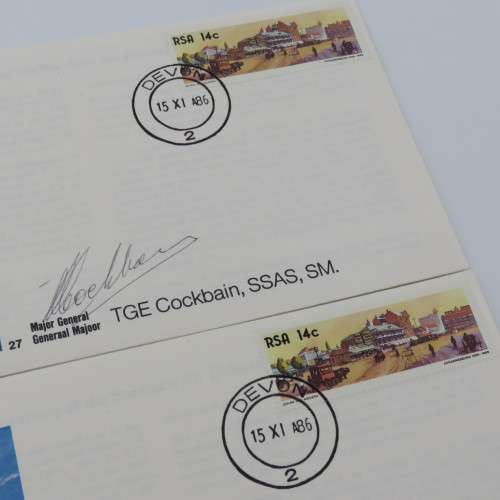 RSA 14c
DEVON
15 XI A86
2
Cockbain
TGE Cockbain, SSAS, SM.
27
Major General
Generaal Majoor
RSA 14c
DEVON
15 XI A86
2